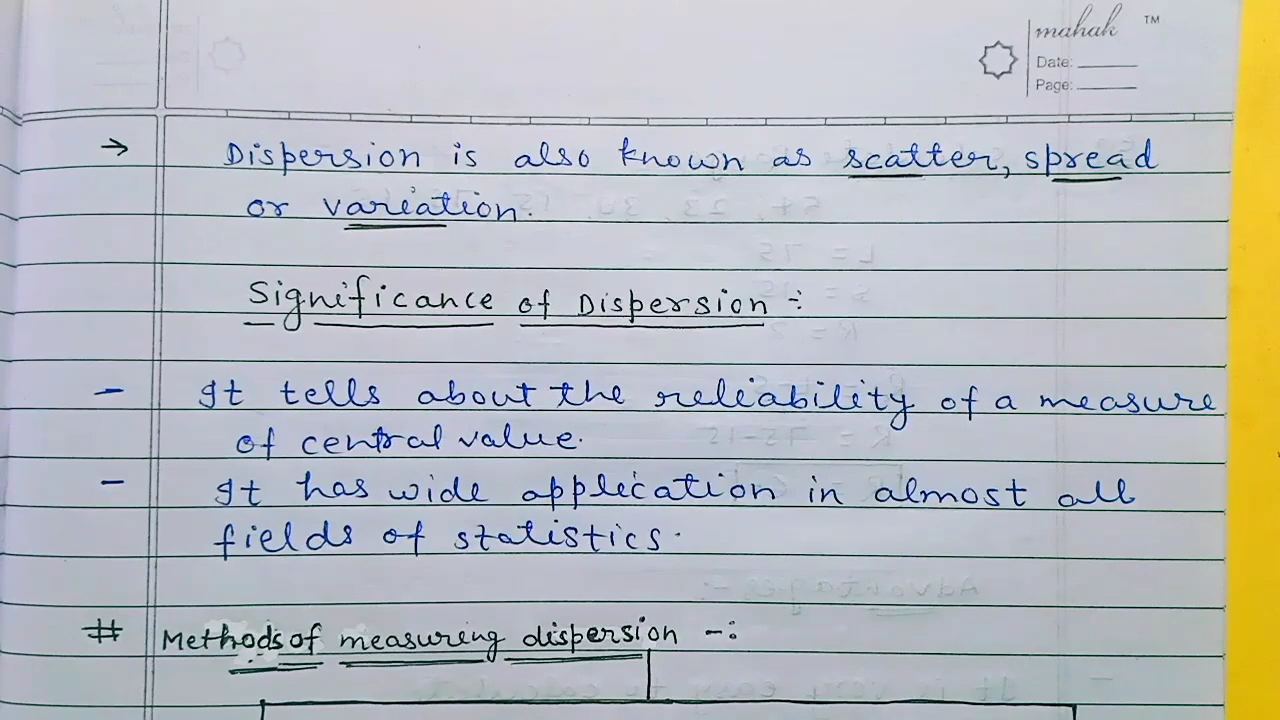 mahak TM
Date:
Page:
→ Dispersion is also known as scatter, spread
or variation.
Significance of Dispersion :-
- It tells about the reliability of a measure
of central value.
- It has wide application in almost all
fields of statistics.
# Methods of measuring dispersion -: